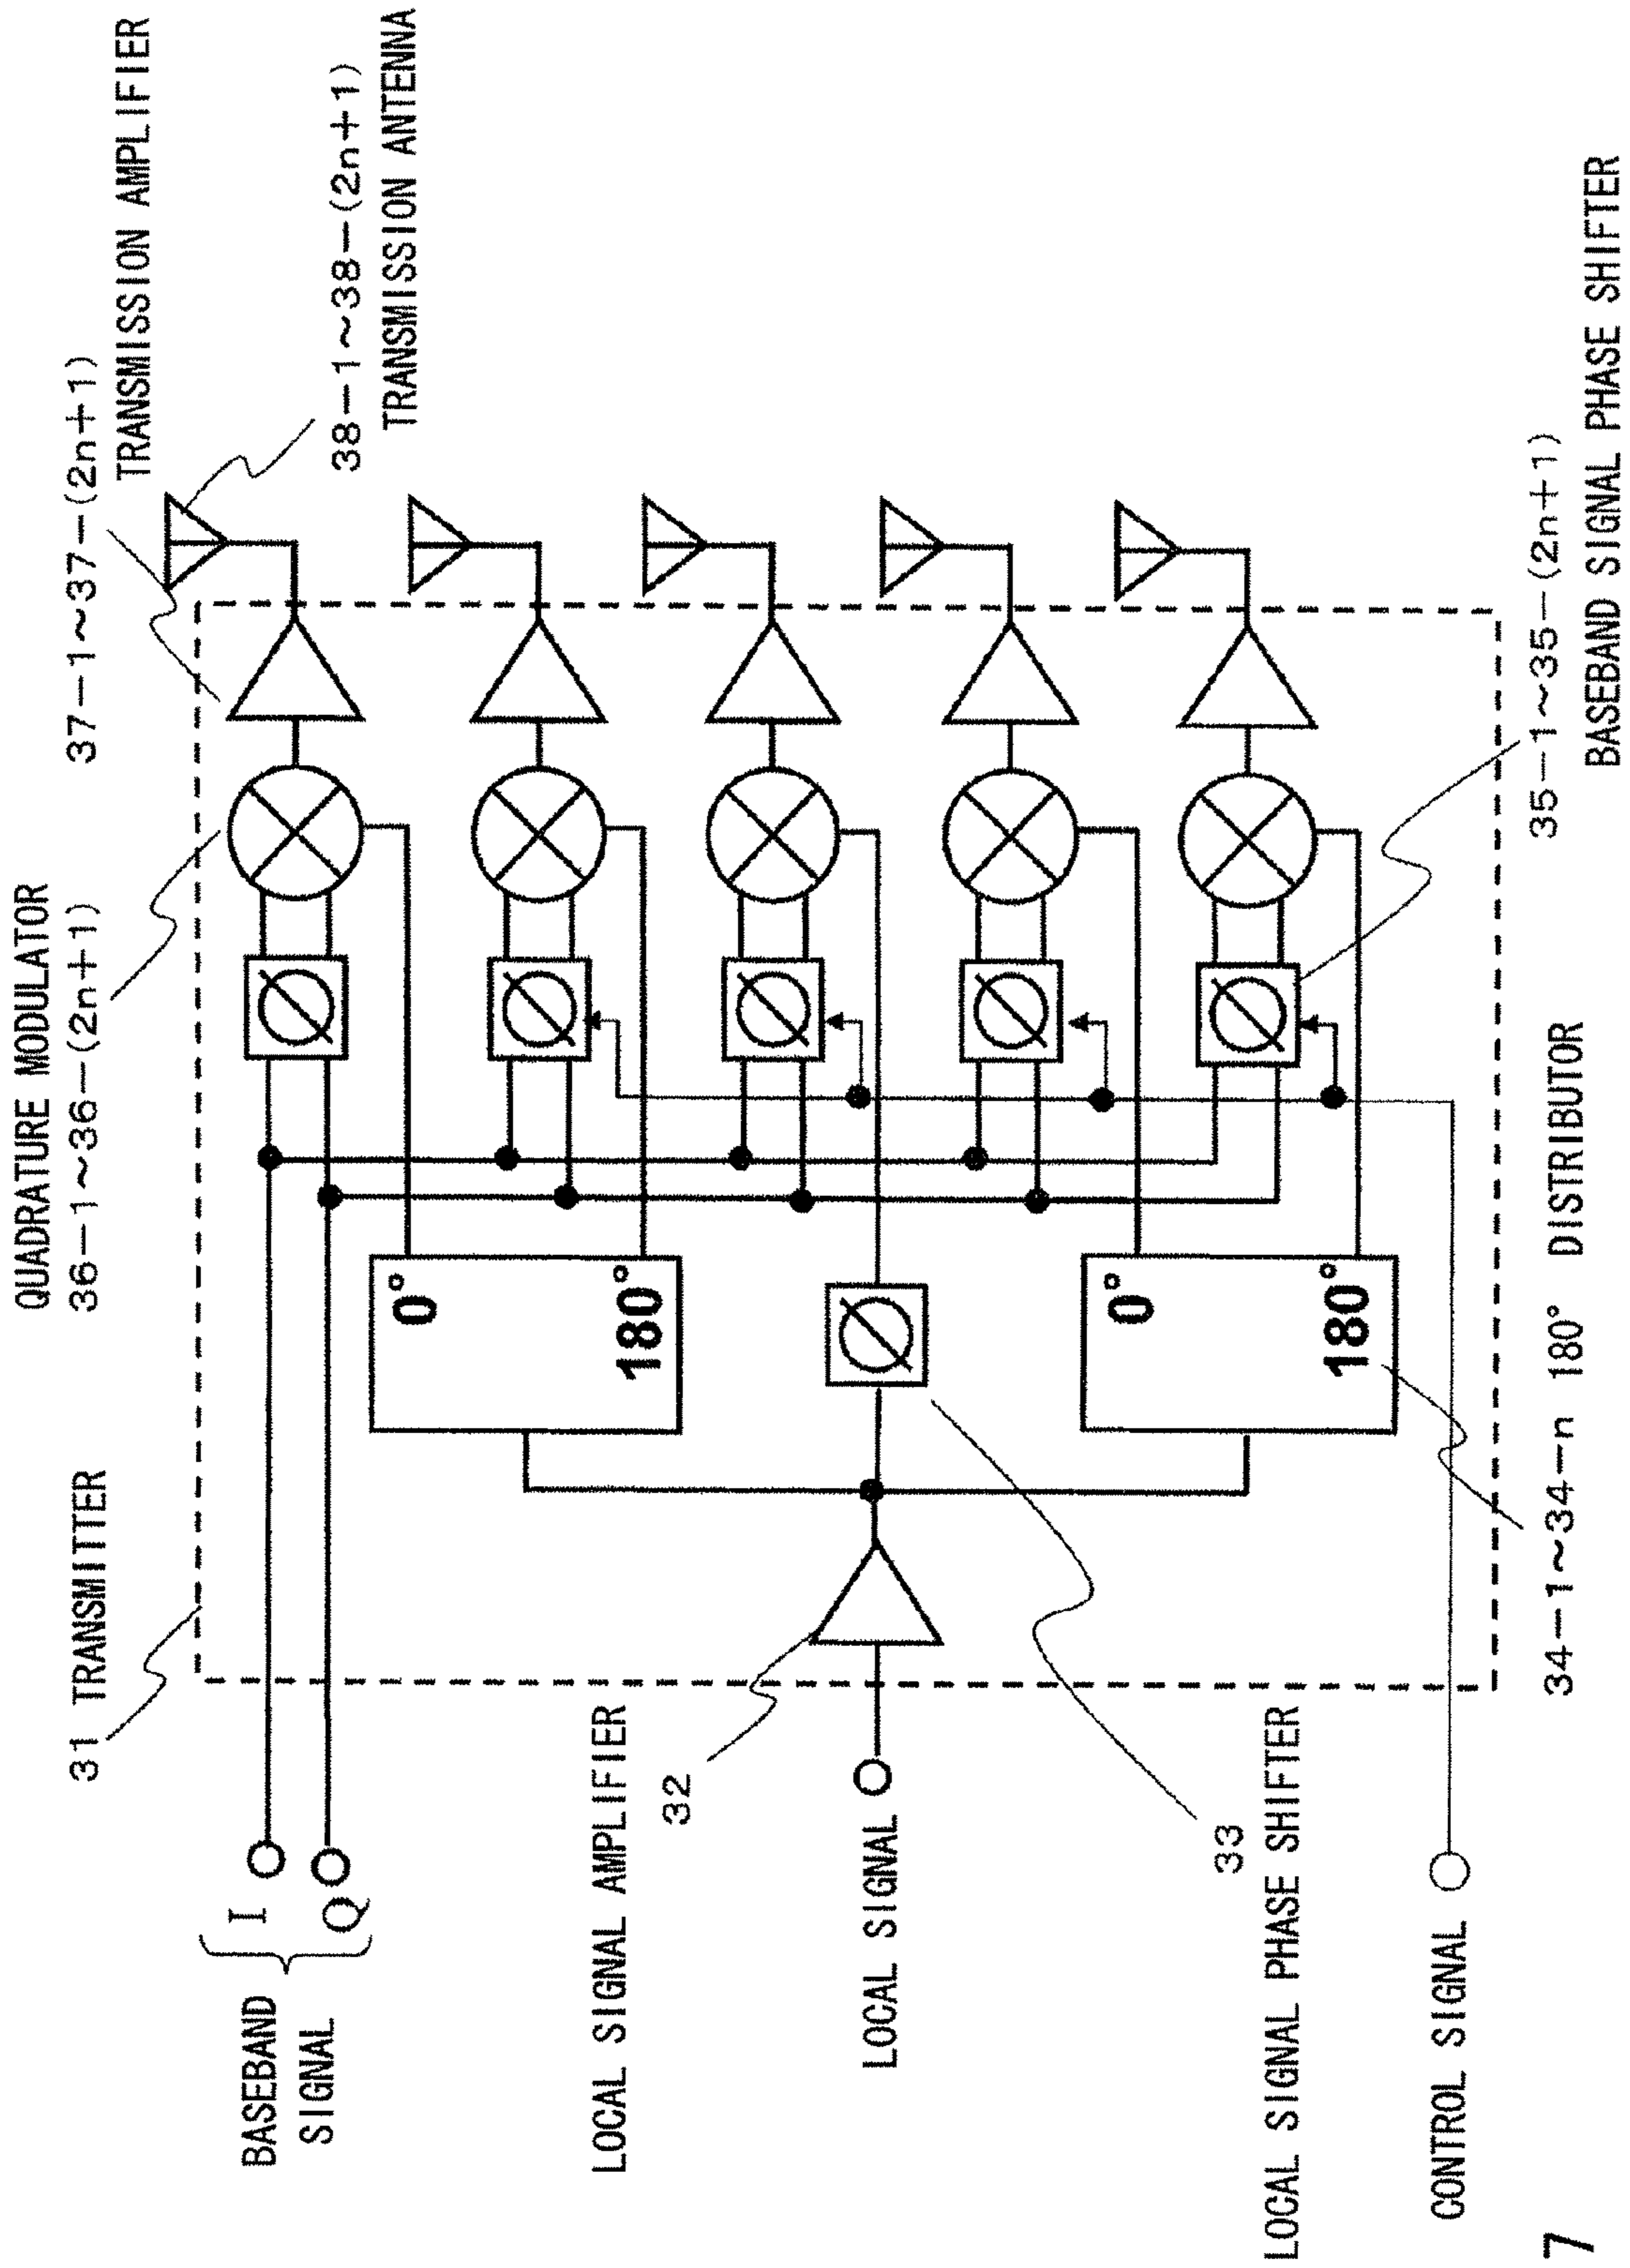 31 TRANSMITTER
QUADRATURE MODULATOR
36-1~36-(2n+1)
37-1~37-(2n+1)
TRANSMISSION AMPLIFIER
38-1~38-(2n+1)
TRANSMISSION ANTENNA
BASEBAND
SIGNAL
I
Q
0°
180°
LOCAL SIGNAL AMPLIFIER
32
LOCAL SIGNAL
33
LOCAL SIGNAL PHASE SHIFTER
0°
180°
CONTROL SIGNAL
34-1~34-n 180° DISTRIBUTOR
35-1~35-(2n+1)
BASEBAND SIGNAL PHASE SHIFTER
7